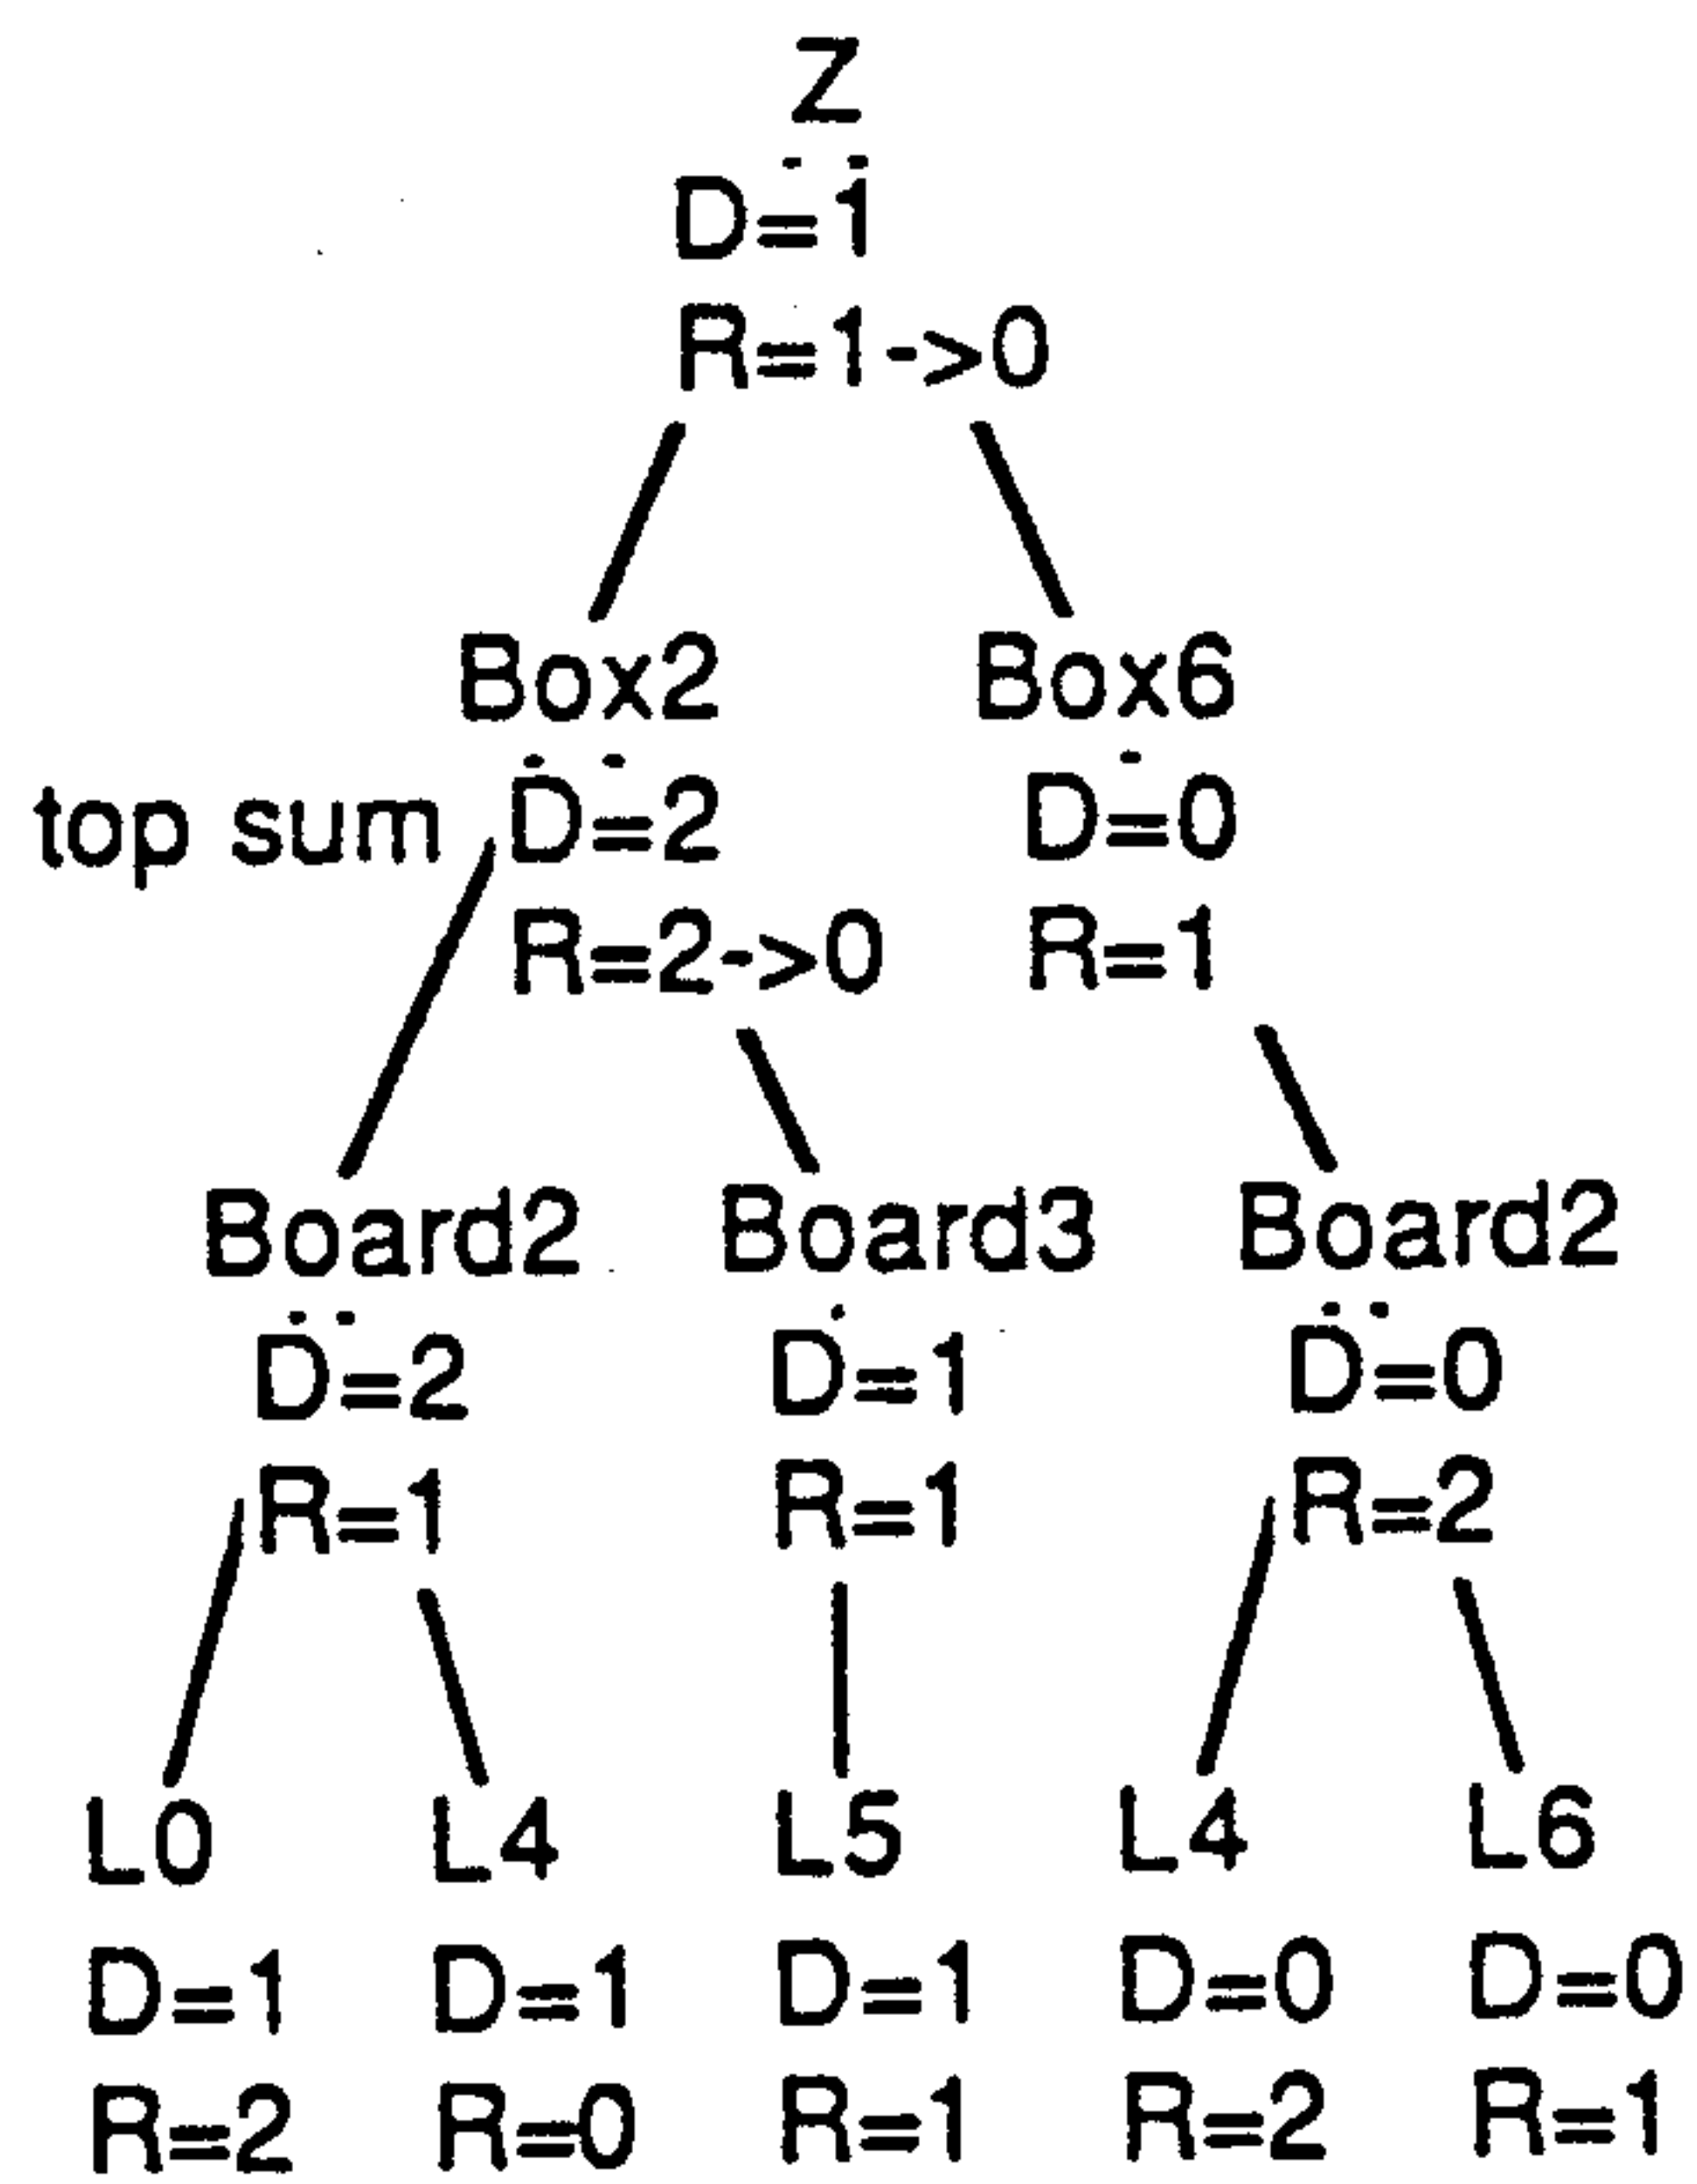 Z
D=1
R=1->0
Box2 Box6
top sum D=2 D=0
R=2->0 R=1
Board2 Board3 Board2
D=2 D=1 D=0
R=1 R=1 R=2
L0 L4 L5 L4 L6
D=1 D=1 D=1 D=0 D=0
R=2 R=0 R=1 R=2 R=1